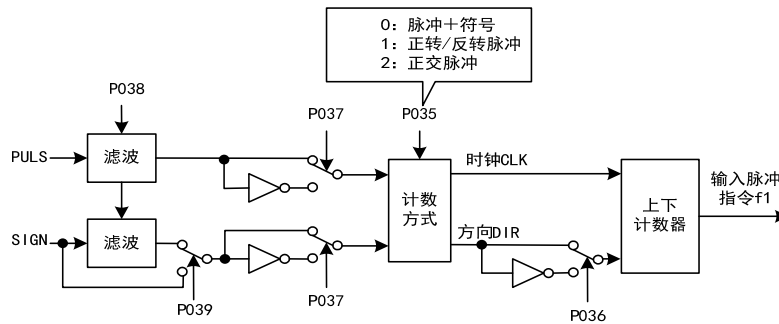 0：脉冲＋符号
1：正转/反转脉冲
2：正交脉冲
P038
P037
P035
PULS
滤波
时钟CLK
输入脉冲
指令f1
计数
方式
上下
计数器
SIGN
滤波
方向DIR
P039
P037
P036